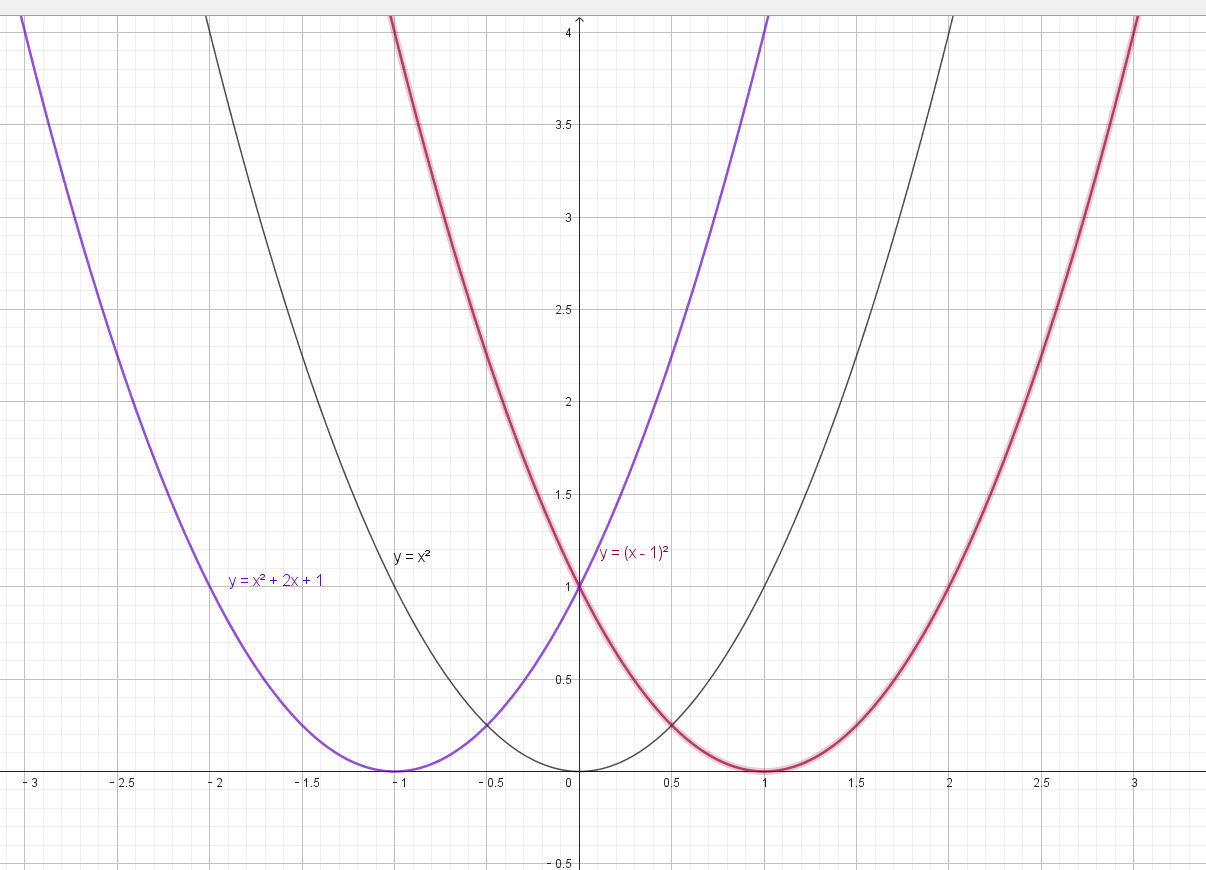 4
3.5
3
2.5
2
1.5
y = x²
y = (x - 1)²
y = x² + 2x + 1
1
0.5
- 3 - 2.5 - 2 - 1.5 - 1 - 0.5 0 0.5 1 1.5 2 2.5 3
- 0.5